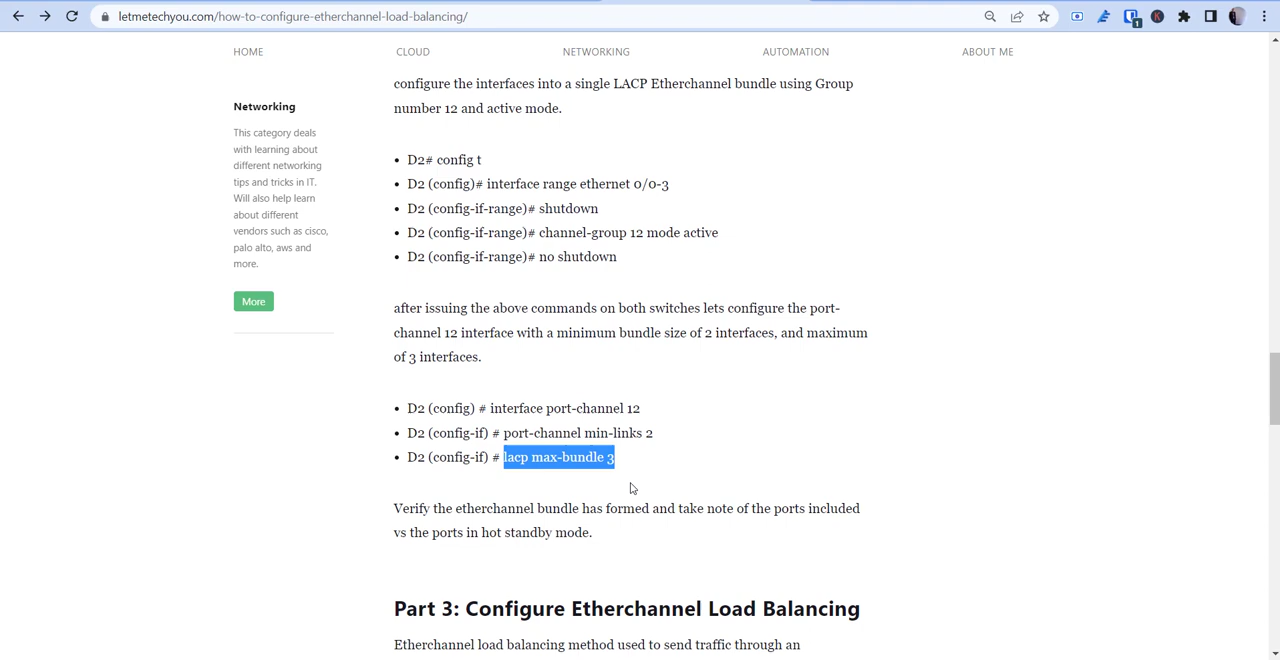 letmetechyou.com/how-to-configure-etherchannel-load-balancing/
1
K
HOME
CLOUD
NETWORKING
AUTOMATION
ABOUT ME
Networking
This category deals
with learning about
different networking
tips and tricks in IT.
Will also help learn
about different
vendors such as cisco,
palo alto, aws and
more.
More
configure the interfaces into a single LACP Etherchannel bundle using Group
number 12 and active mode.
• D2# config t
• D2 (config)# interface range ethernet 0/0-3
• D2 (config-if-range)# shutdown
• D2 (config-if-range)# channel-group 12 mode active
• D2 (config-if-range)# no shutdown
after issuing the above commands on both switches lets configure the port-
channel 12 interface with a minimum bundle size of 2 interfaces, and maximum
of 3 interfaces.
• D2 (config) # interface port-channel 12
• D2 (config-if) # port-channel min-links 2
• D2 (config-if) # lacp max-bundle 3
Verify the etherchannel bundle has formed and take note of the ports included
vs the ports in hot standby mode.
Part 3: Configure Etherchannel Load Balancing
Etherchannel load balancing method used to send traffic through an